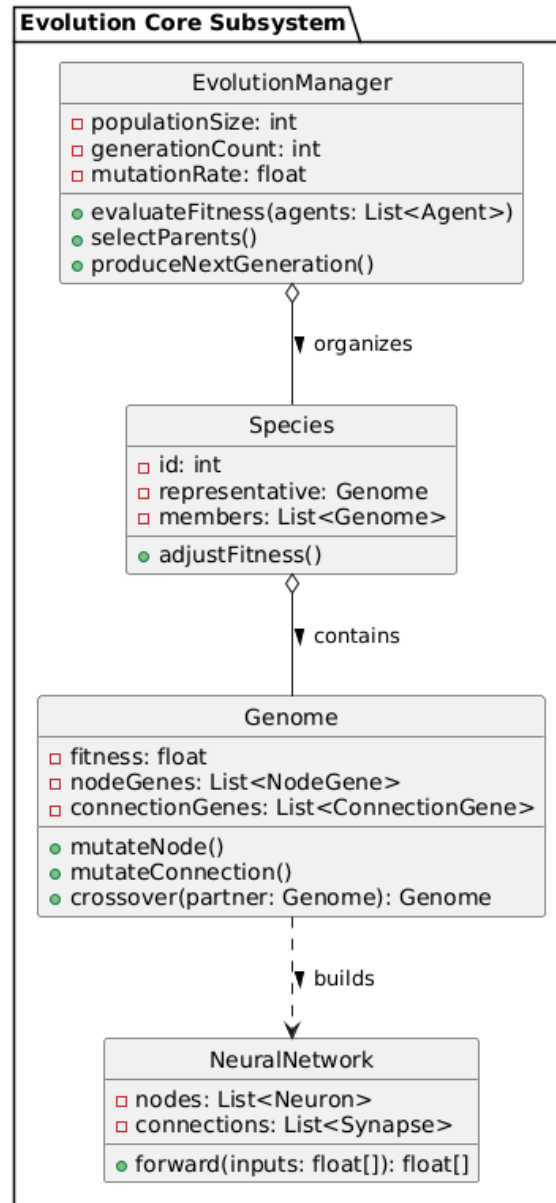 Evolution Core Subsystem
EvolutionManager
populationSize: int
generationCount: int
mutationRate: float
evaluateFitness(agents: List<Agent>)
selectParents()
produceNextGeneration()
organizes
Species
id: int
representative: Genome
members: List<Genome>
adjustFitness()
contains
Genome
fitness: float
nodeGenes: List<NodeGene>
connectionGenes: List<ConnectionGene>
mutateNode()
mutateConnection()
crossover(partner: Genome): Genome
builds
NeuralNetwork
nodes: List<Neuron>
connections: List<Synapse>
forward(inputs: float[]): float[]